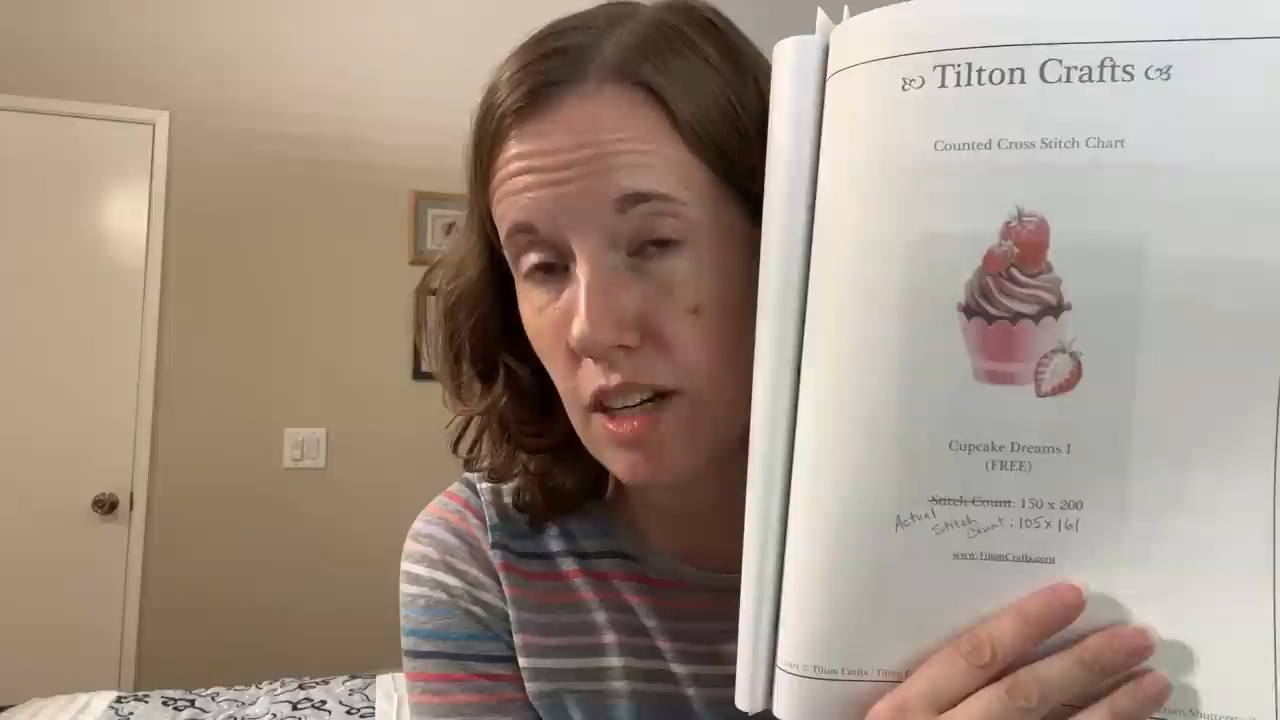 Tilton Crafts
Counted Cross Stitch Chart
Cupcake Dreams I
(FREE)
Stitch Count: 150 x 200
Actual Stitch Count: 105 x 161
www.TiltonCrafts.com
© Tilton Crafts